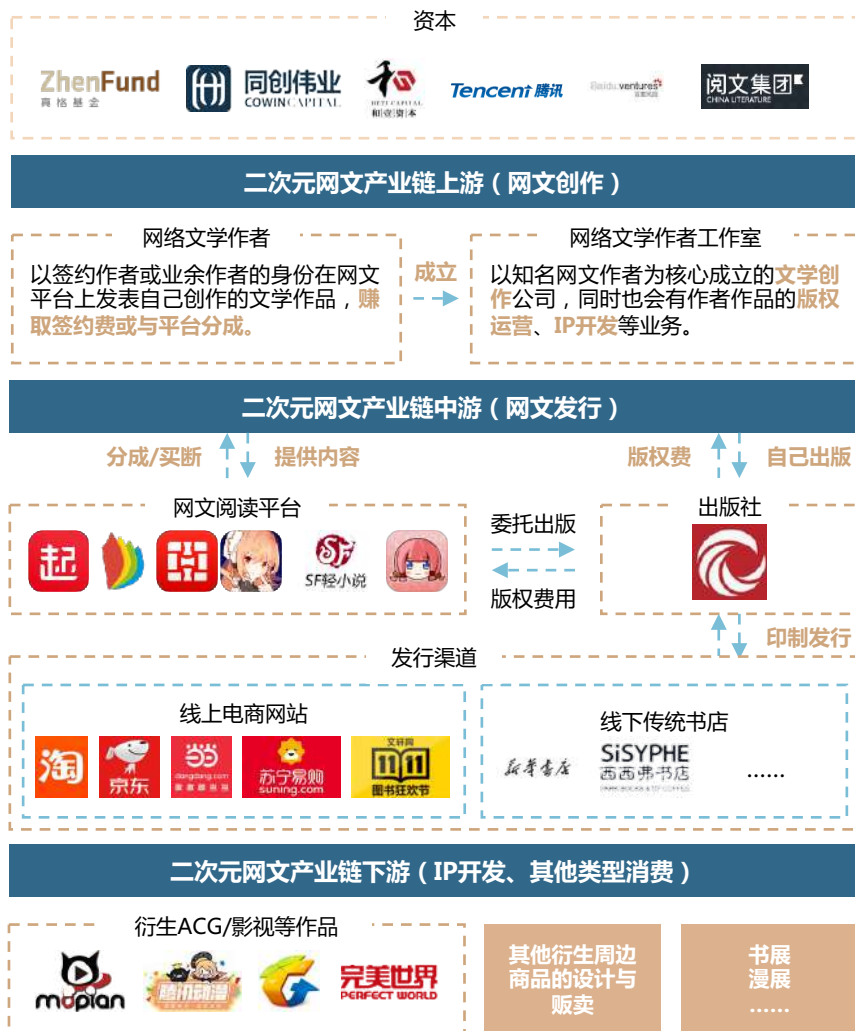 资本
ZhenFund
真格基金
同创伟业
COWIN CAPITAL
和
HEYI CAPITAL
和壹资本
Tencent 腾讯
Baidu ventures
阅文集团
CHINA LITERATURE
二次元网文产业链上游（网文创作）
网络文学作者
以签约作者或业余作者的身份在网文
平台上发表自己创作的文学作品，赚
取签约费或与平台分成。
成立
网络文学作者工作室
以知名网文作者为核心成立的文学创
作公司，同时也会有作者作品的版权
运营、IP开发等业务。
二次元网文产业链中游（网文发行）
分成/买断
提供内容
版权费
自己出版
网文阅读平台
起
SF
SF轻小说
委托出版
版权费用
出版社
印制发行
发行渠道
线上电商网站
淘
京东
当当
dangdang.com
苏宁易购
suning.com
文轩网
11 11
图书狂欢节
线下传统书店
新华书店
SiSYPHE
西西弗书店
......
二次元网文产业链下游（IP开发、其他类型消费）
衍生ACG/影视等作品
mopian
腾讯动漫
完美世界
PERFECT WORLD
其他衍生周边
商品的设计与
贩卖
书展
漫展
......